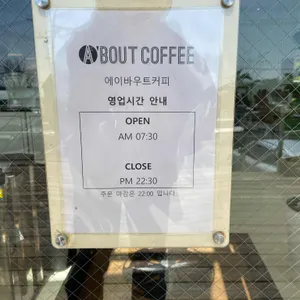 A'BOUT COFFEE
에이바우트커피
영업시간 안내
OPEN
AM 07:30
CLOSE
PM 22:30
주문 마감은 22:00 입니다.